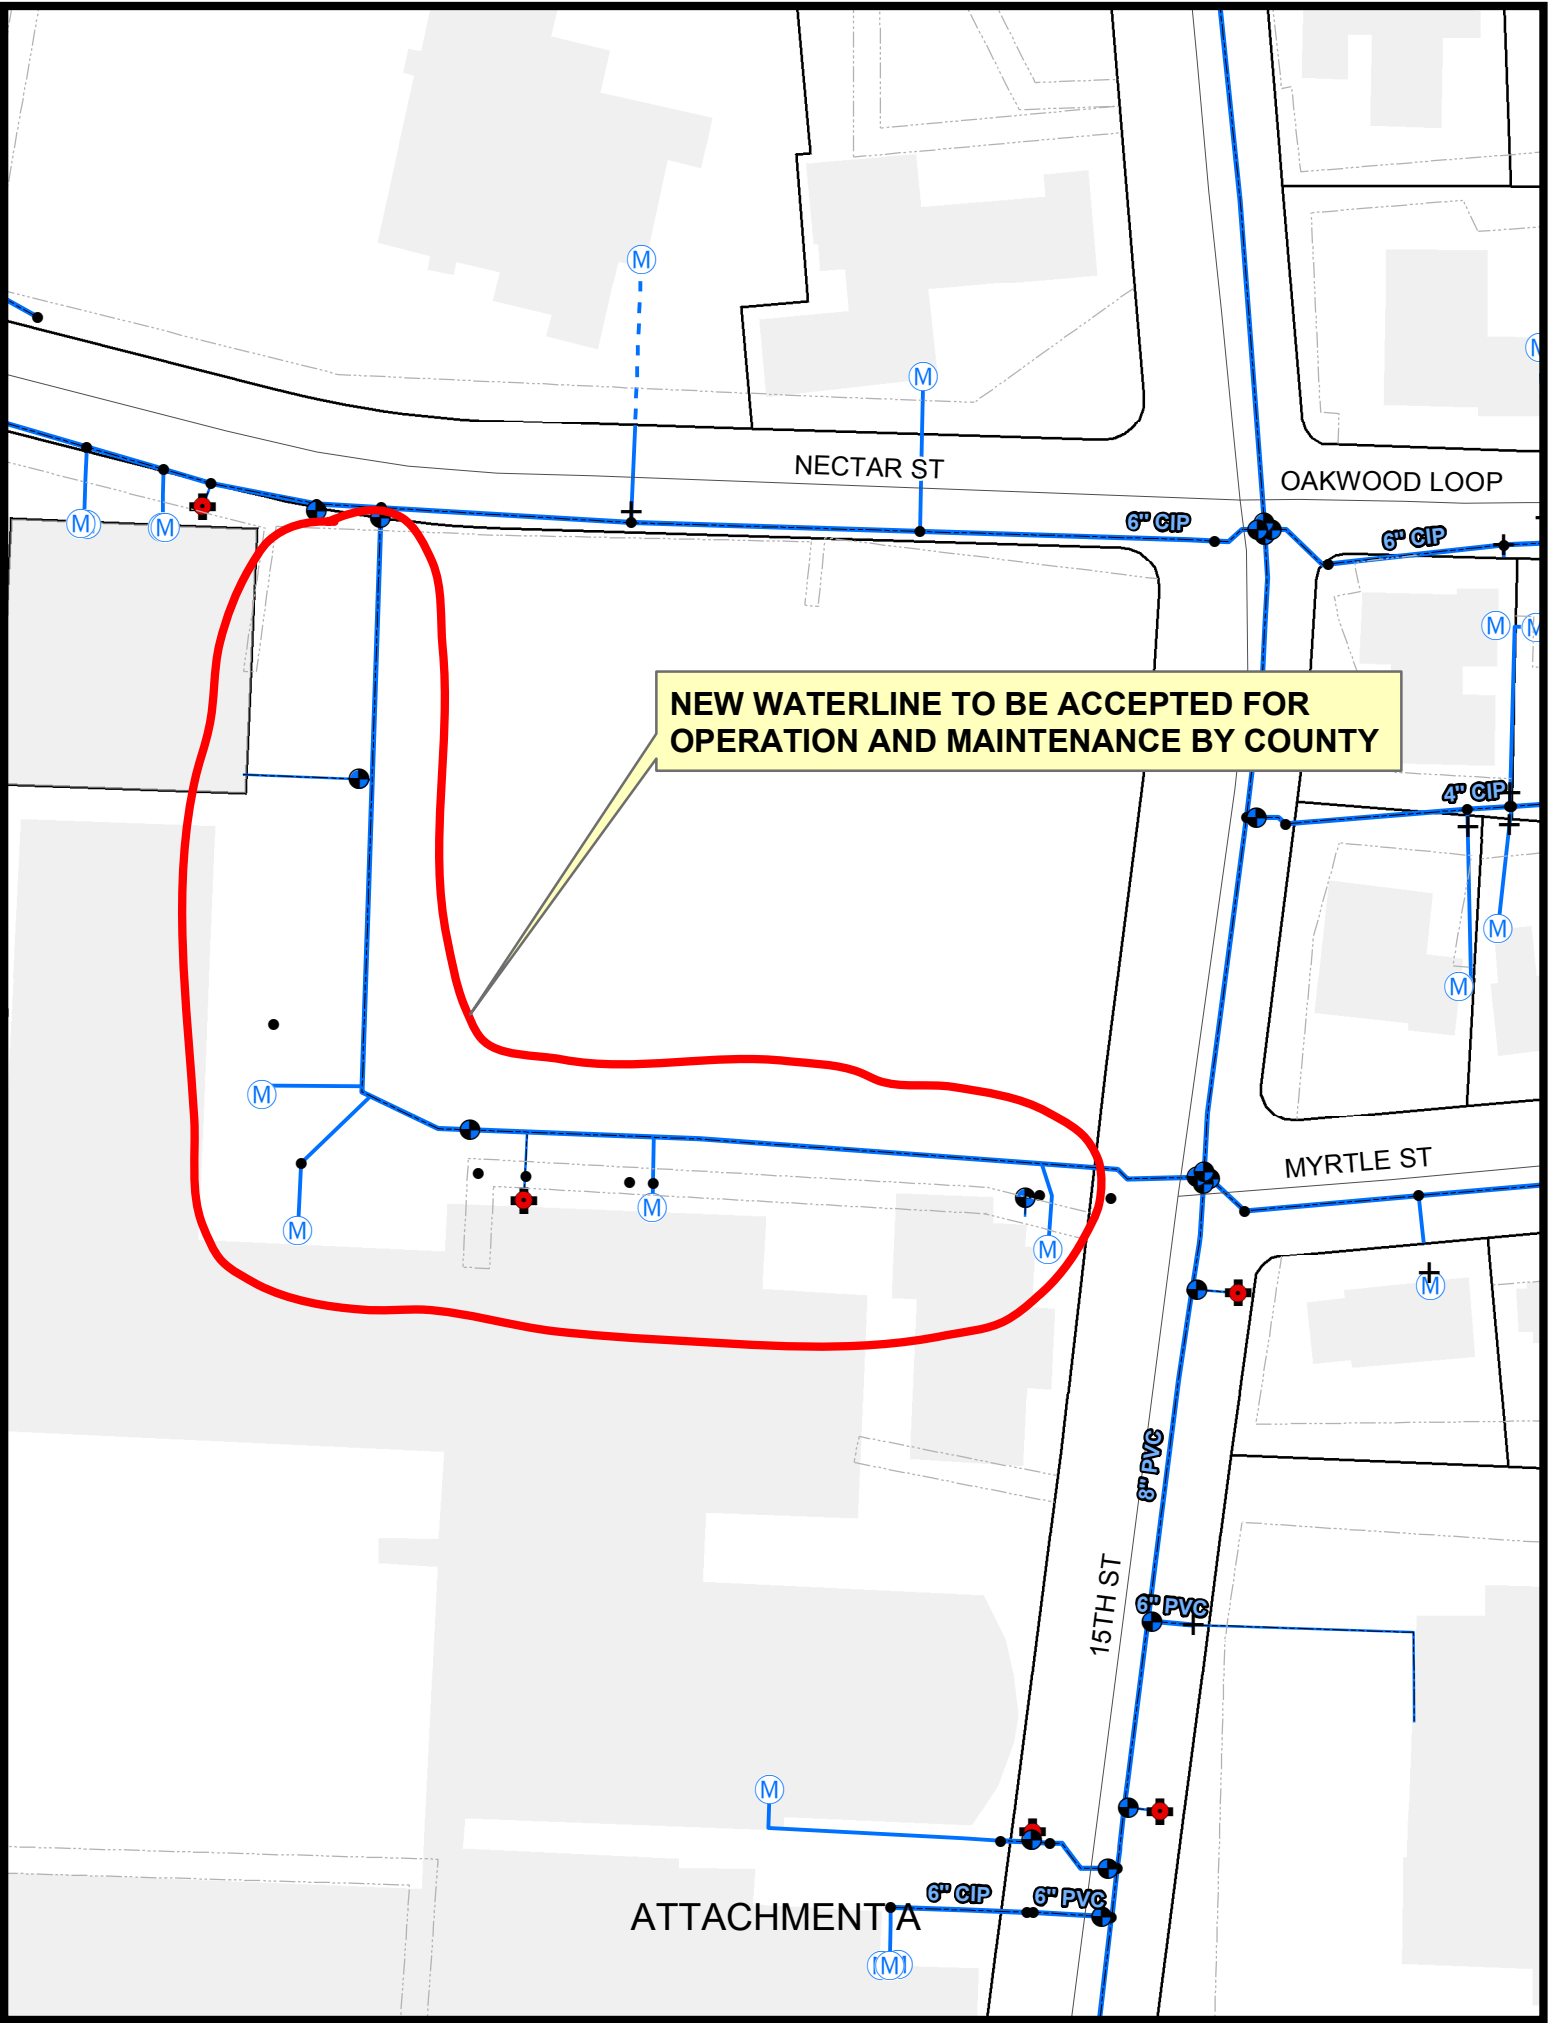 M
M
M
NECTAR ST
OAKWOOD LOOP
M
M
6" CIP
6" CIP
M
M
NEW WATERLINE TO BE ACCEPTED FOR
OPERATION AND MAINTENANCE BY COUNTY
4" CIP
M
M
M
MYRTLE ST
M
M
M
M
8" PVC
15TH ST
6" PVC
M
6" CIP
6" PVC
ATTACHMENT A
M